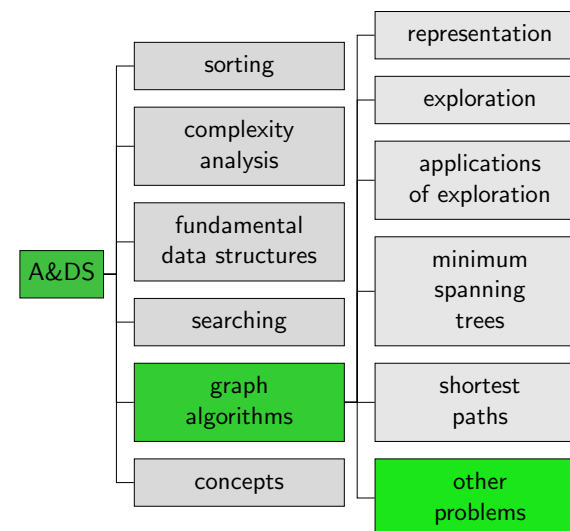 A&DS
sorting
complexity
analysis
fundamental
data structures
searching
graph
algorithms
concepts
representation
exploration
applications
of exploration
minimum
spanning
trees
shortest
paths
other
problems